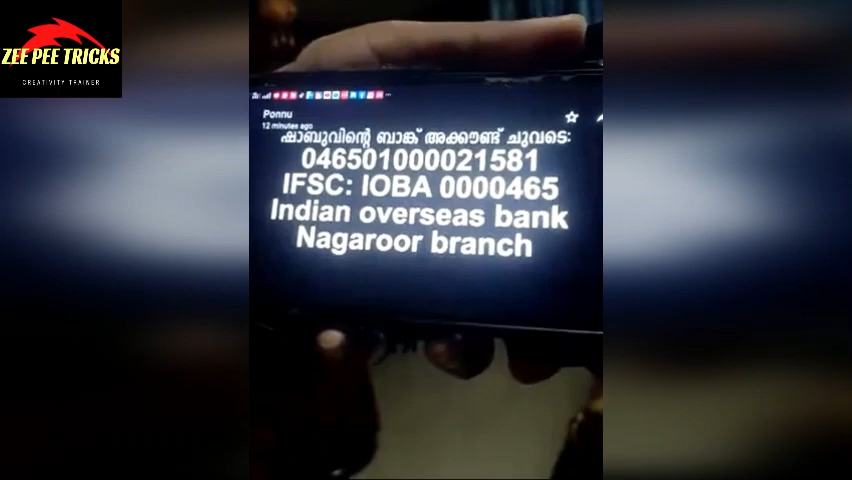 ZEE PEE TRICKS
CREATIVITY TRAINER
Ponnu
12 minutes ago
ഷാബുവിന്റെ ബാങ്ക് അക്കൗണ്ട് ചുവടെ:
046501000021581
IFSC: IOBA 0000465
Indian overseas bank
Nagaroor branch